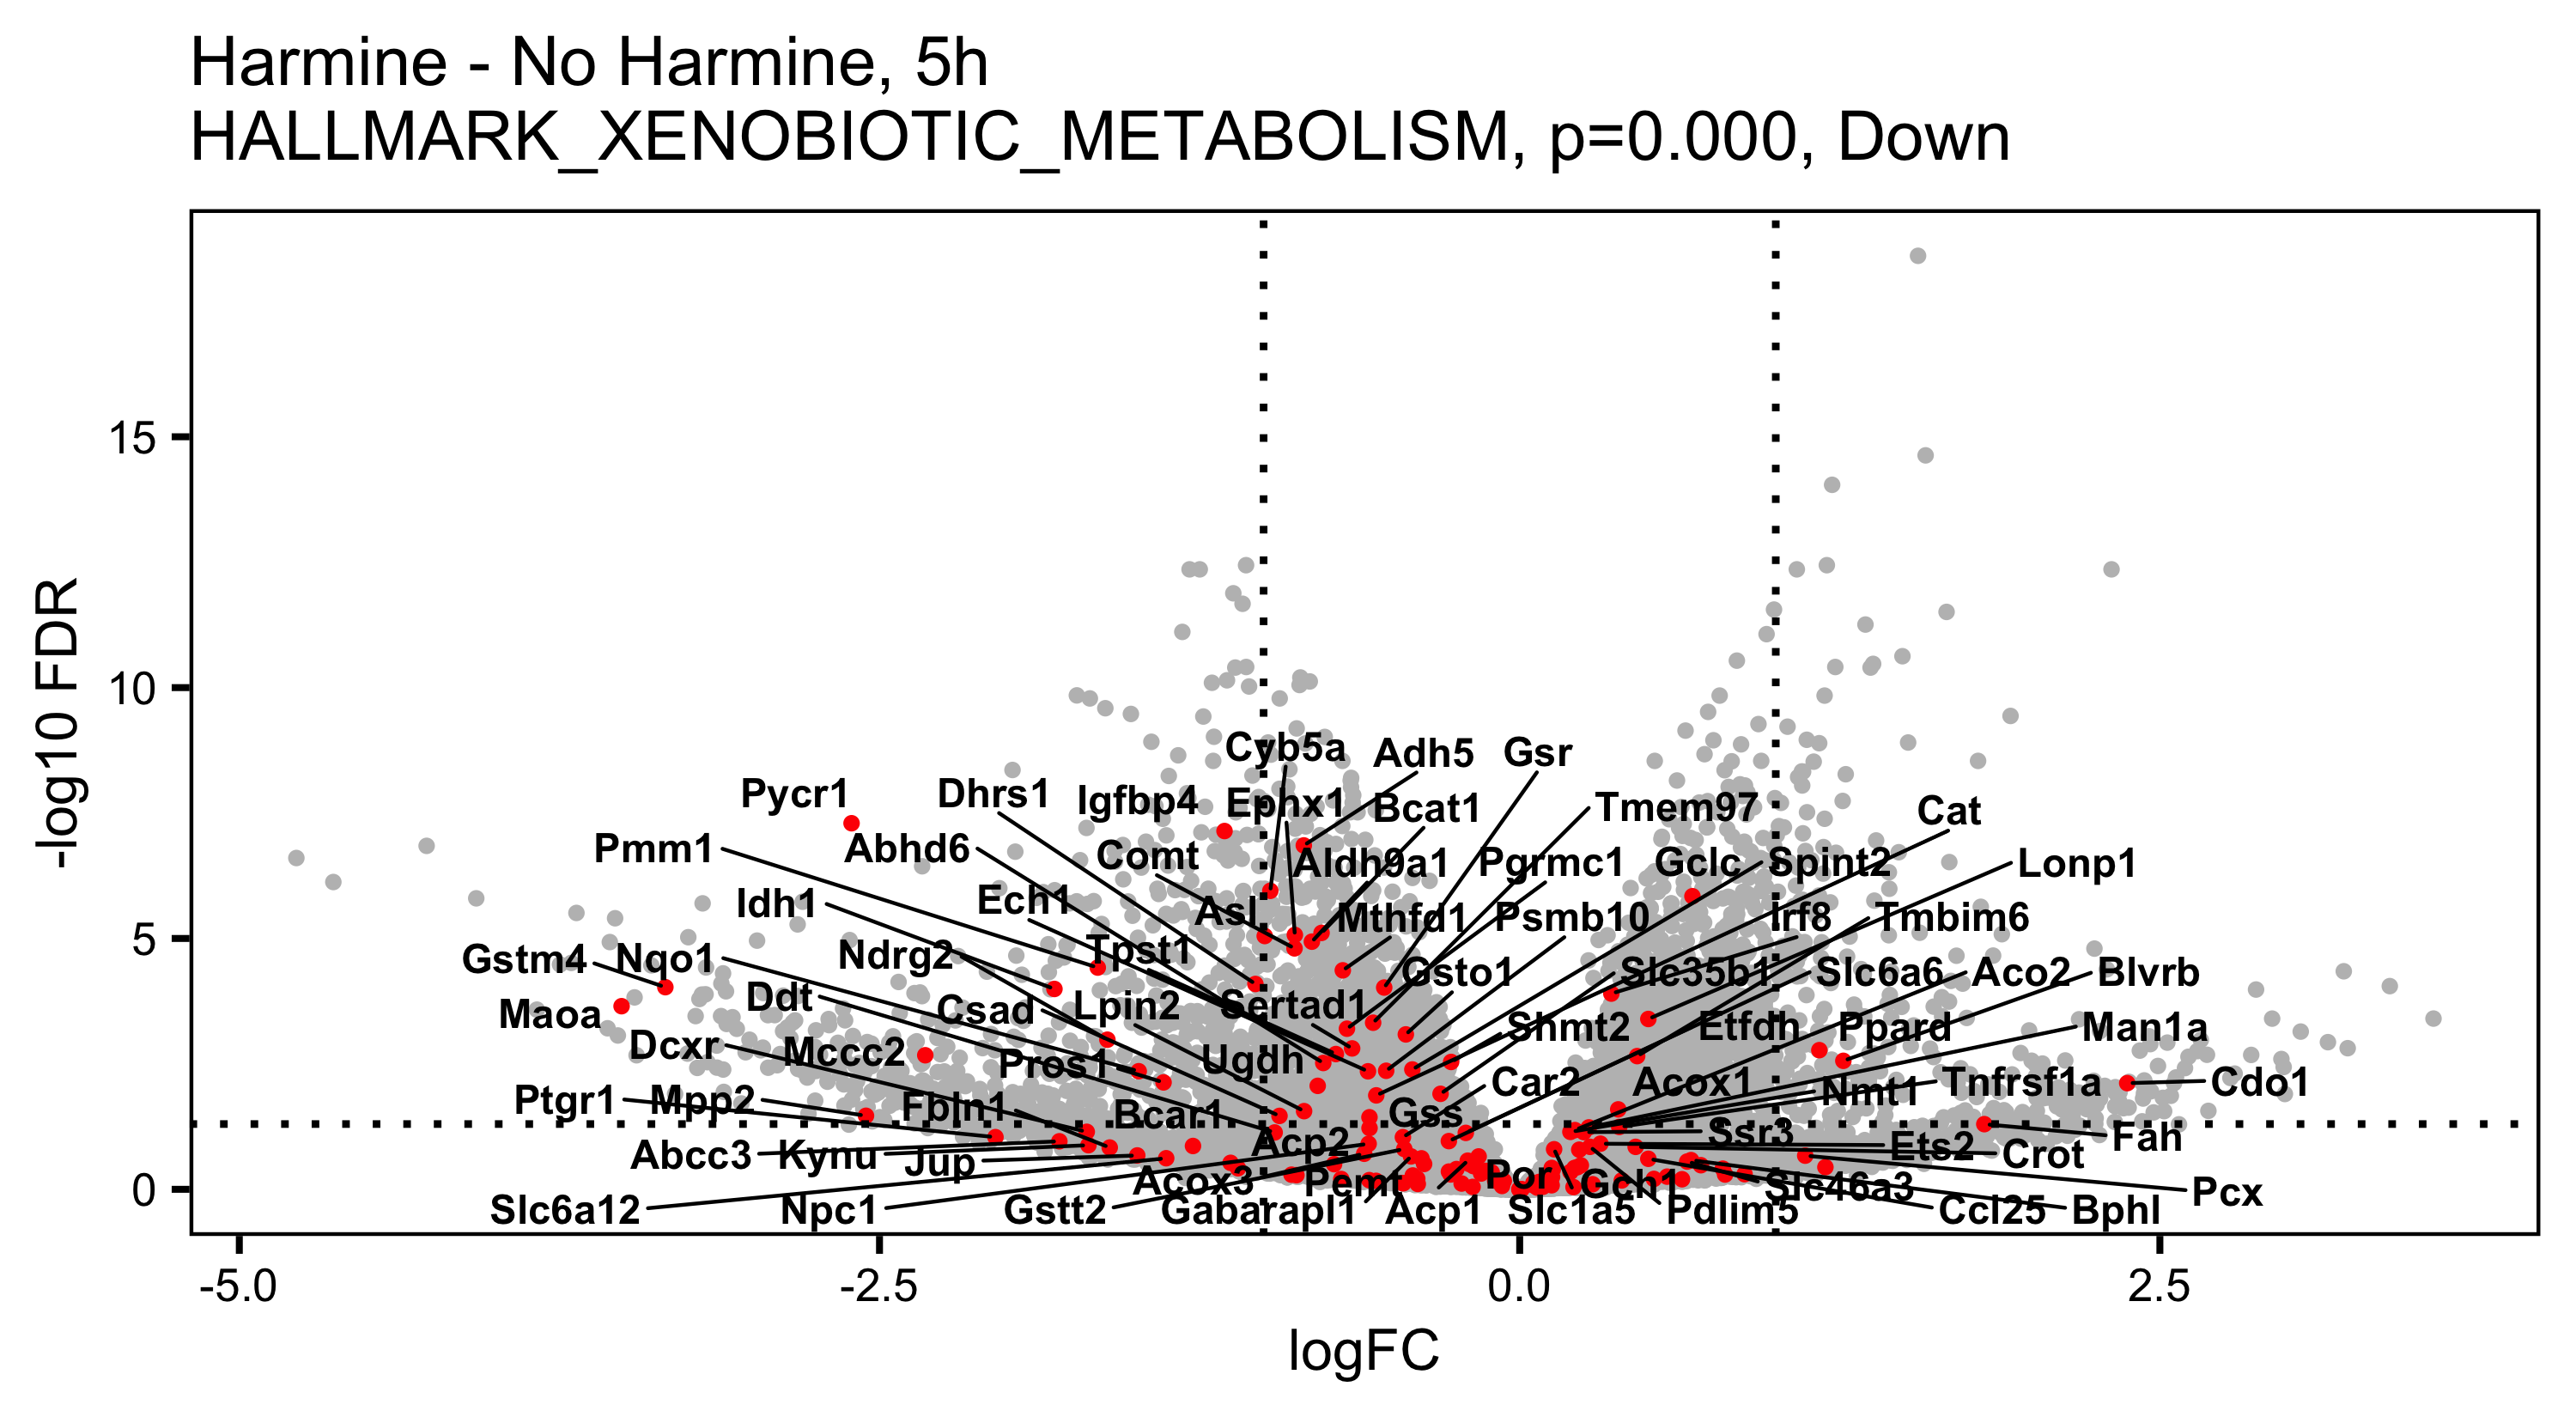 Harmine - No Harmine, 5h
HALLMARK_XENOBIOTIC_METABOLISM, p=0.000, Down
-log10 FDR
15
10
5
0
Cyb5a Adh5 Gsr
Pycr1 Dhrs1 Igfbp4 Ephx1 Bcat1 Tmem97 Cat
Pmm1 Abhd6 Comt Aldh9a1 Pgrmc1 Gclc Spint2 Lonp1
Idh1 Ech1 Asl Mthfd1 Psmb10 Irf8 Tmbim6
Gstm4 Nqo1 Ndrg2 Tpst1 Gsto1 Slc35b1 Slc6a6 Aco2 Blvrb
Maoa Ddt Csad Lpin2 Sertad1 Shmt2 Etfdh Ppard Man1a
Dcxr Mccc2 Pros1 Ugdh Car2 Acox1 Nmt1 Tnfrsf1a Cdo1
Ptgr1 Mpp2 Fbln1 Bcar1 Gss Ssr3 Ets2 Fah
Abcc3 Kynu Jup Acox3 Acp2 Pemt Por Gch1 Slc46a3 Crot Pcx
Slc6a12 Npc1 Gstt2 Gabarapl1 Acp1 Slc1a5 Pdlim5 Ccl25 Bphl
-5.0 -2.5 0.0 2.5
logFC